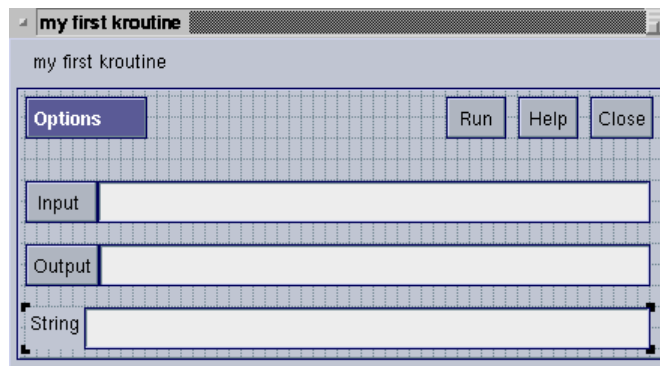 my first kroutine
my first kroutine
Options Run Help Close
Input
Output
String